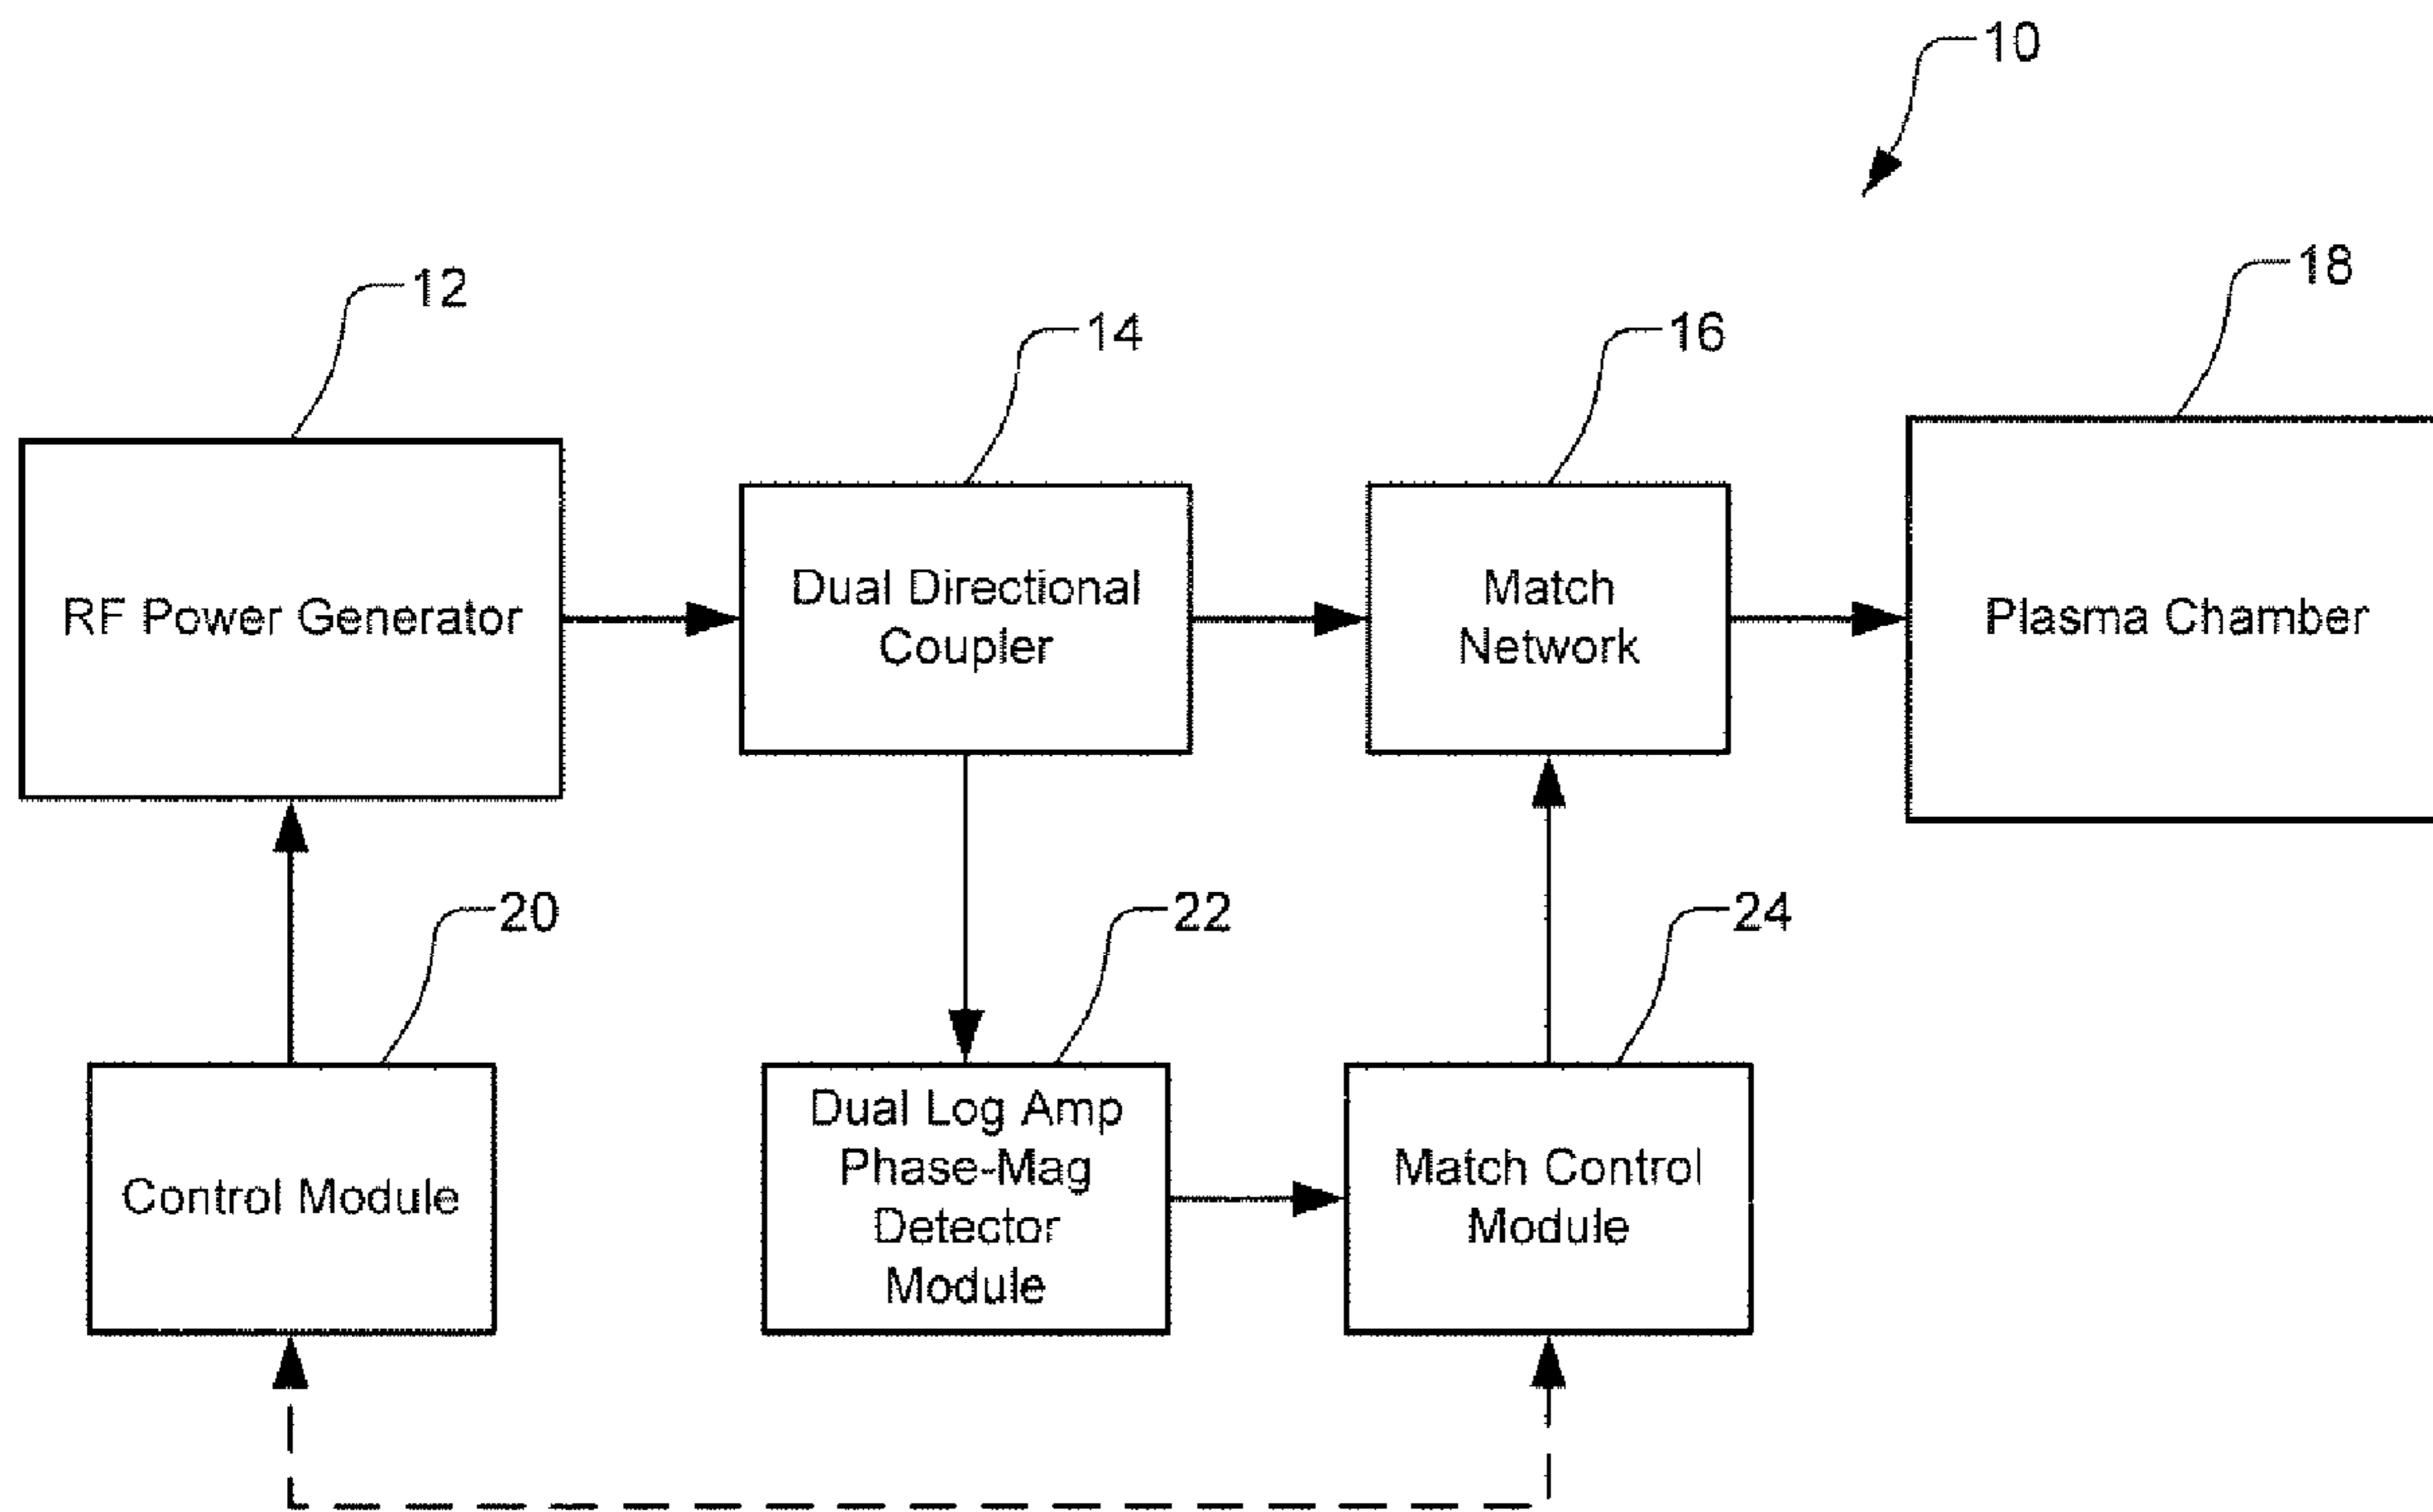 10
12
14
16
18
RF Power Generator
Dual Directional
Coupler
Match
Network
Plasma Chamber
20
22
24
Control Module
Dual Log Amp
Phase-Mag
Detector
Module
Match Control
Module